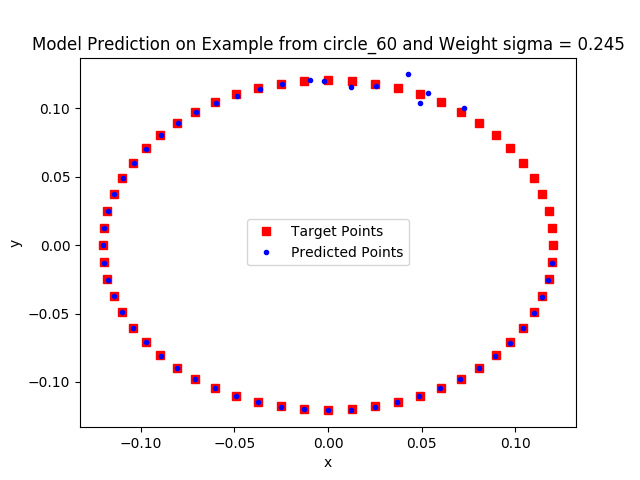 Model Prediction on Example from circle_60 and Weight sigma = 0.245
0.10
0.05
0.00
−0.05
−0.10
y
Target Points
Predicted Points
−0.10 −0.05 0.00 0.05 0.10
x